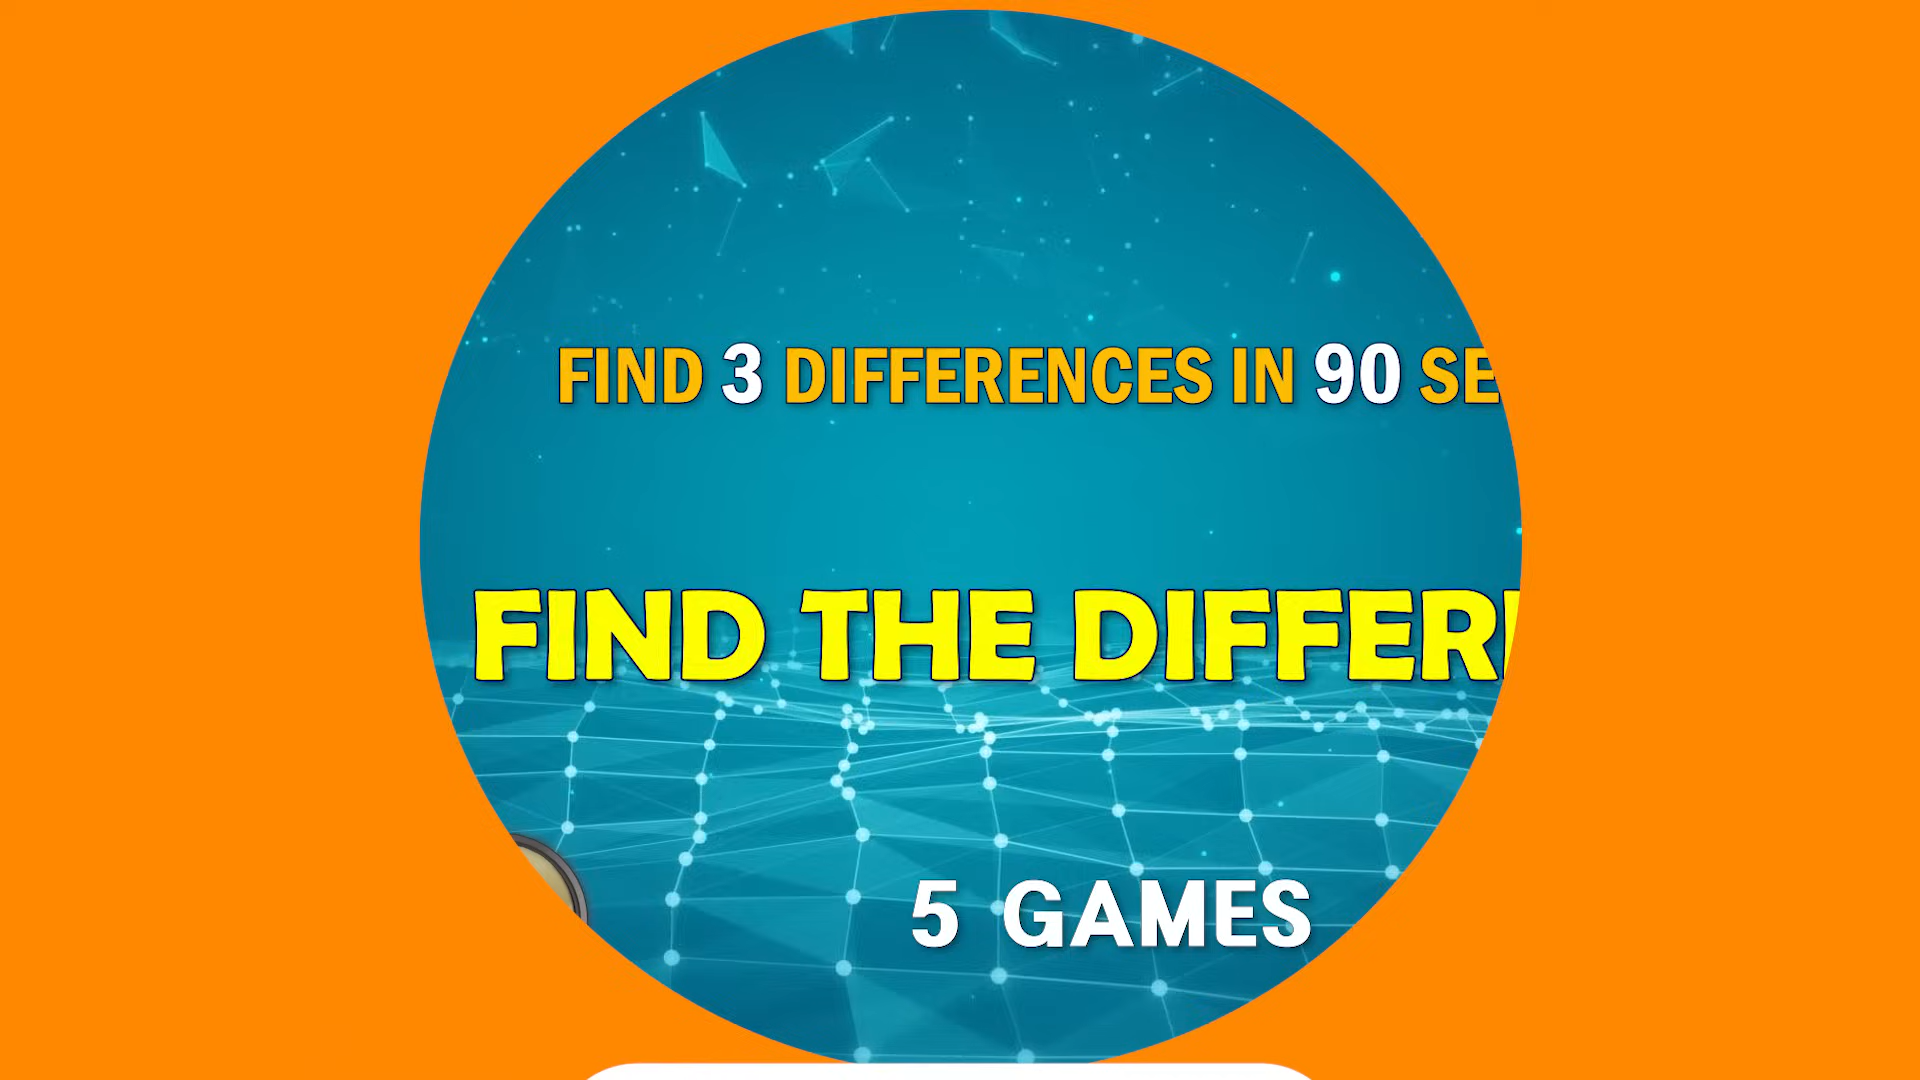 FIND 3 DIFFERENCES IN 90 SE
FIND THE DIFFER
5 GAMES